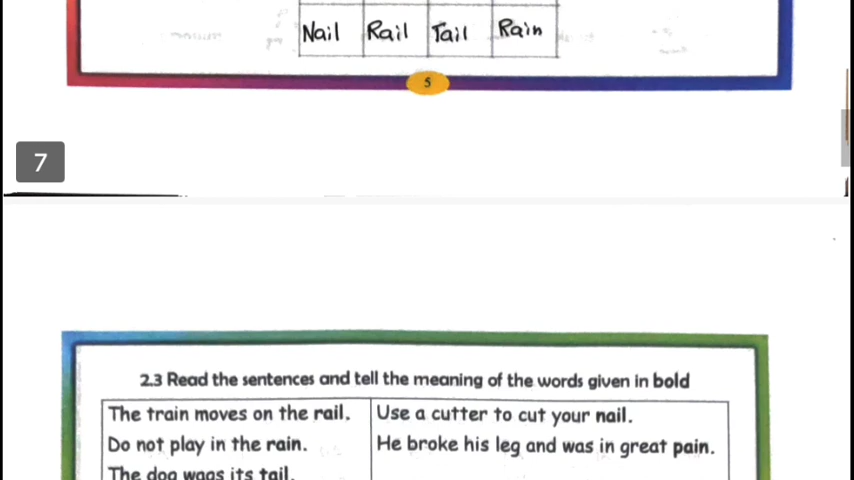 Nail Rail Tail Rain
5
7
2.3 Read the sentences and tell the meaning of the words given in bold
The train moves on the rail.
Do not play in the rain.
The dog wags its tail.
Use a cutter to cut your nail.
He broke his leg and was in great pain.